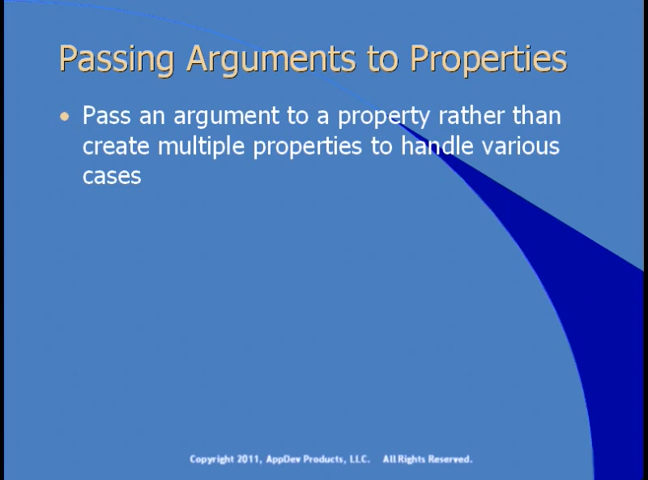 Passing Arguments to Properties
• Pass an argument to a property rather than
create multiple properties to handle various
cases
Copyright 2011, AppDev Products, LLC. All Rights Reserved.